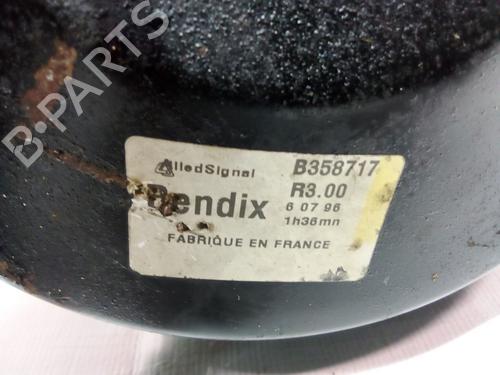 B-PARTS
AlliedSignal B358717
Bendix R3.00
6 07 96
1h36mn
FABRIQUE EN FRANCE